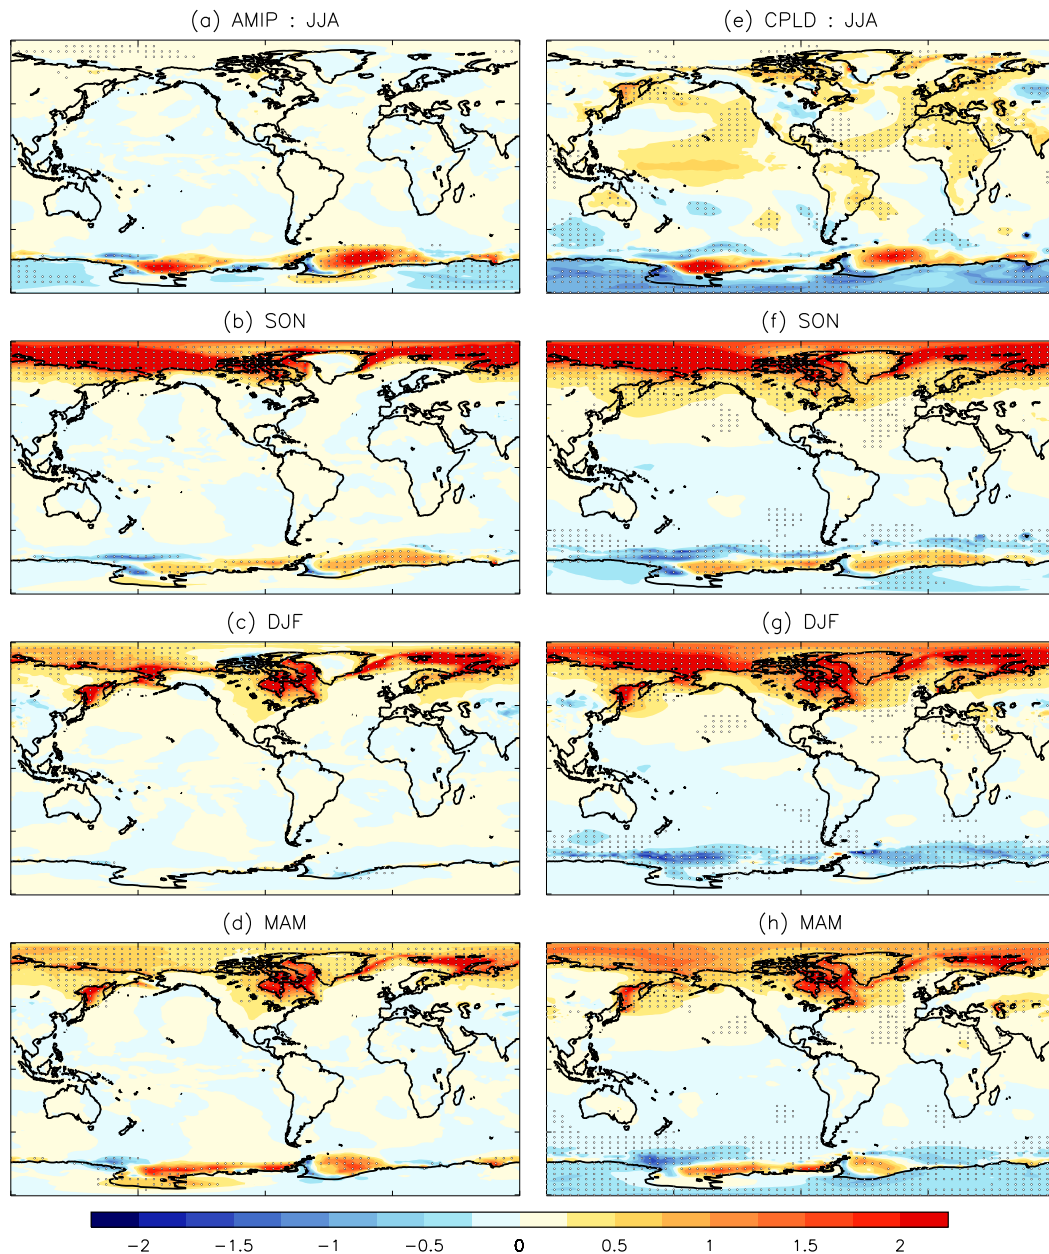 (a) AMIP : JJA
(e) CPLD : JJA
(b) SON
(f) SON
(c) DJF
(g) DJF
(d) MAM
(h) MAM
−2 −1.5 −1 −0.5 0 0.5 1 1.5 2